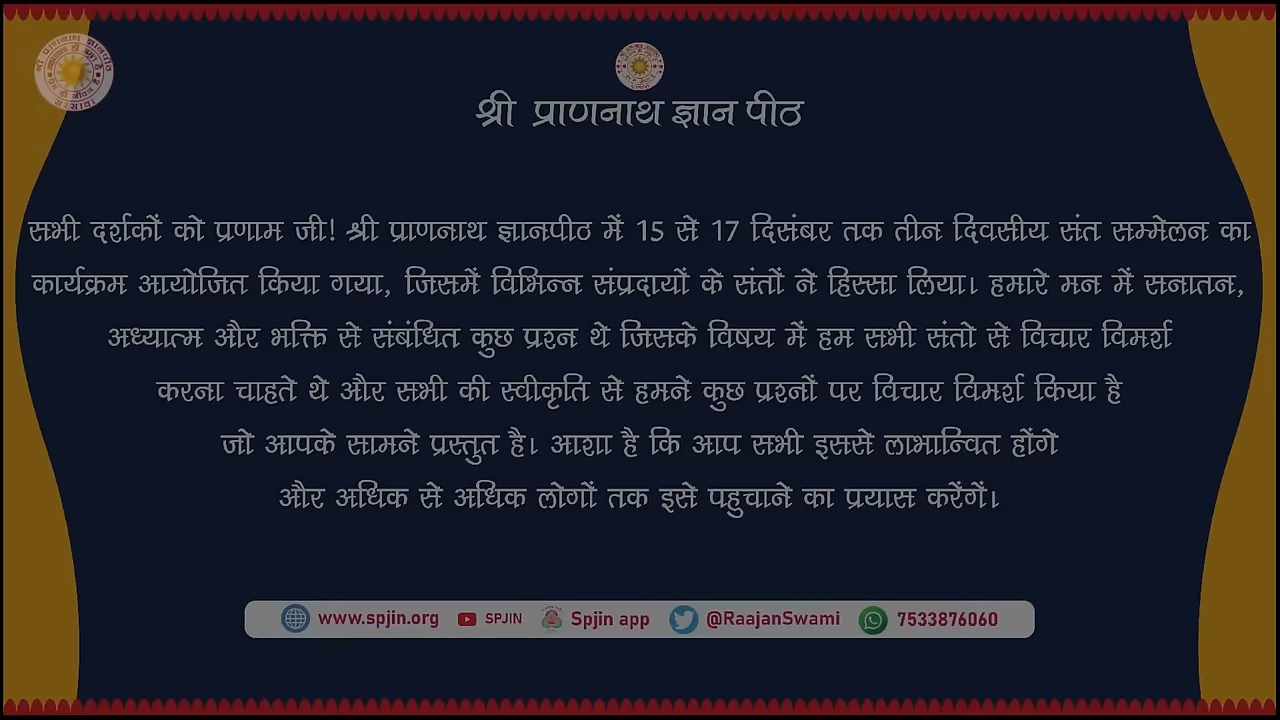 श्री प्राणनाथ ज्ञान पीठ
सभी दर्शकों को प्रणाम जी! श्री प्राणनाथ ज्ञानपीठ में 15 से 17 दिसंबर तक तीन दिवसीय संत सम्मेलन का
कार्यक्रम आयोजित किया गया, जिसमें विभिन्न संप्रदायों के संतों ने हिस्सा लिया। हमारे मन में सनातन,
अध्यात्म और भक्ति से संबंधित कुछ प्रश्न थे जिसके विषय में हम सभी संतो से विचार विमर्श
करना चाहते थे और सभी की स्वीकृति से हमने कुछ प्रश्नों पर विचार विमर्श किया है
जो आपके सामने प्रस्तुत है। आशा है कि आप सभी इससे लाभान्वित होंगे
और अधिक से अधिक लोगों तक इसे पहुचाने का प्रयास करेंगें।
www.spjin.org SPJIN Spjin app @RaajanSwami 7533876060